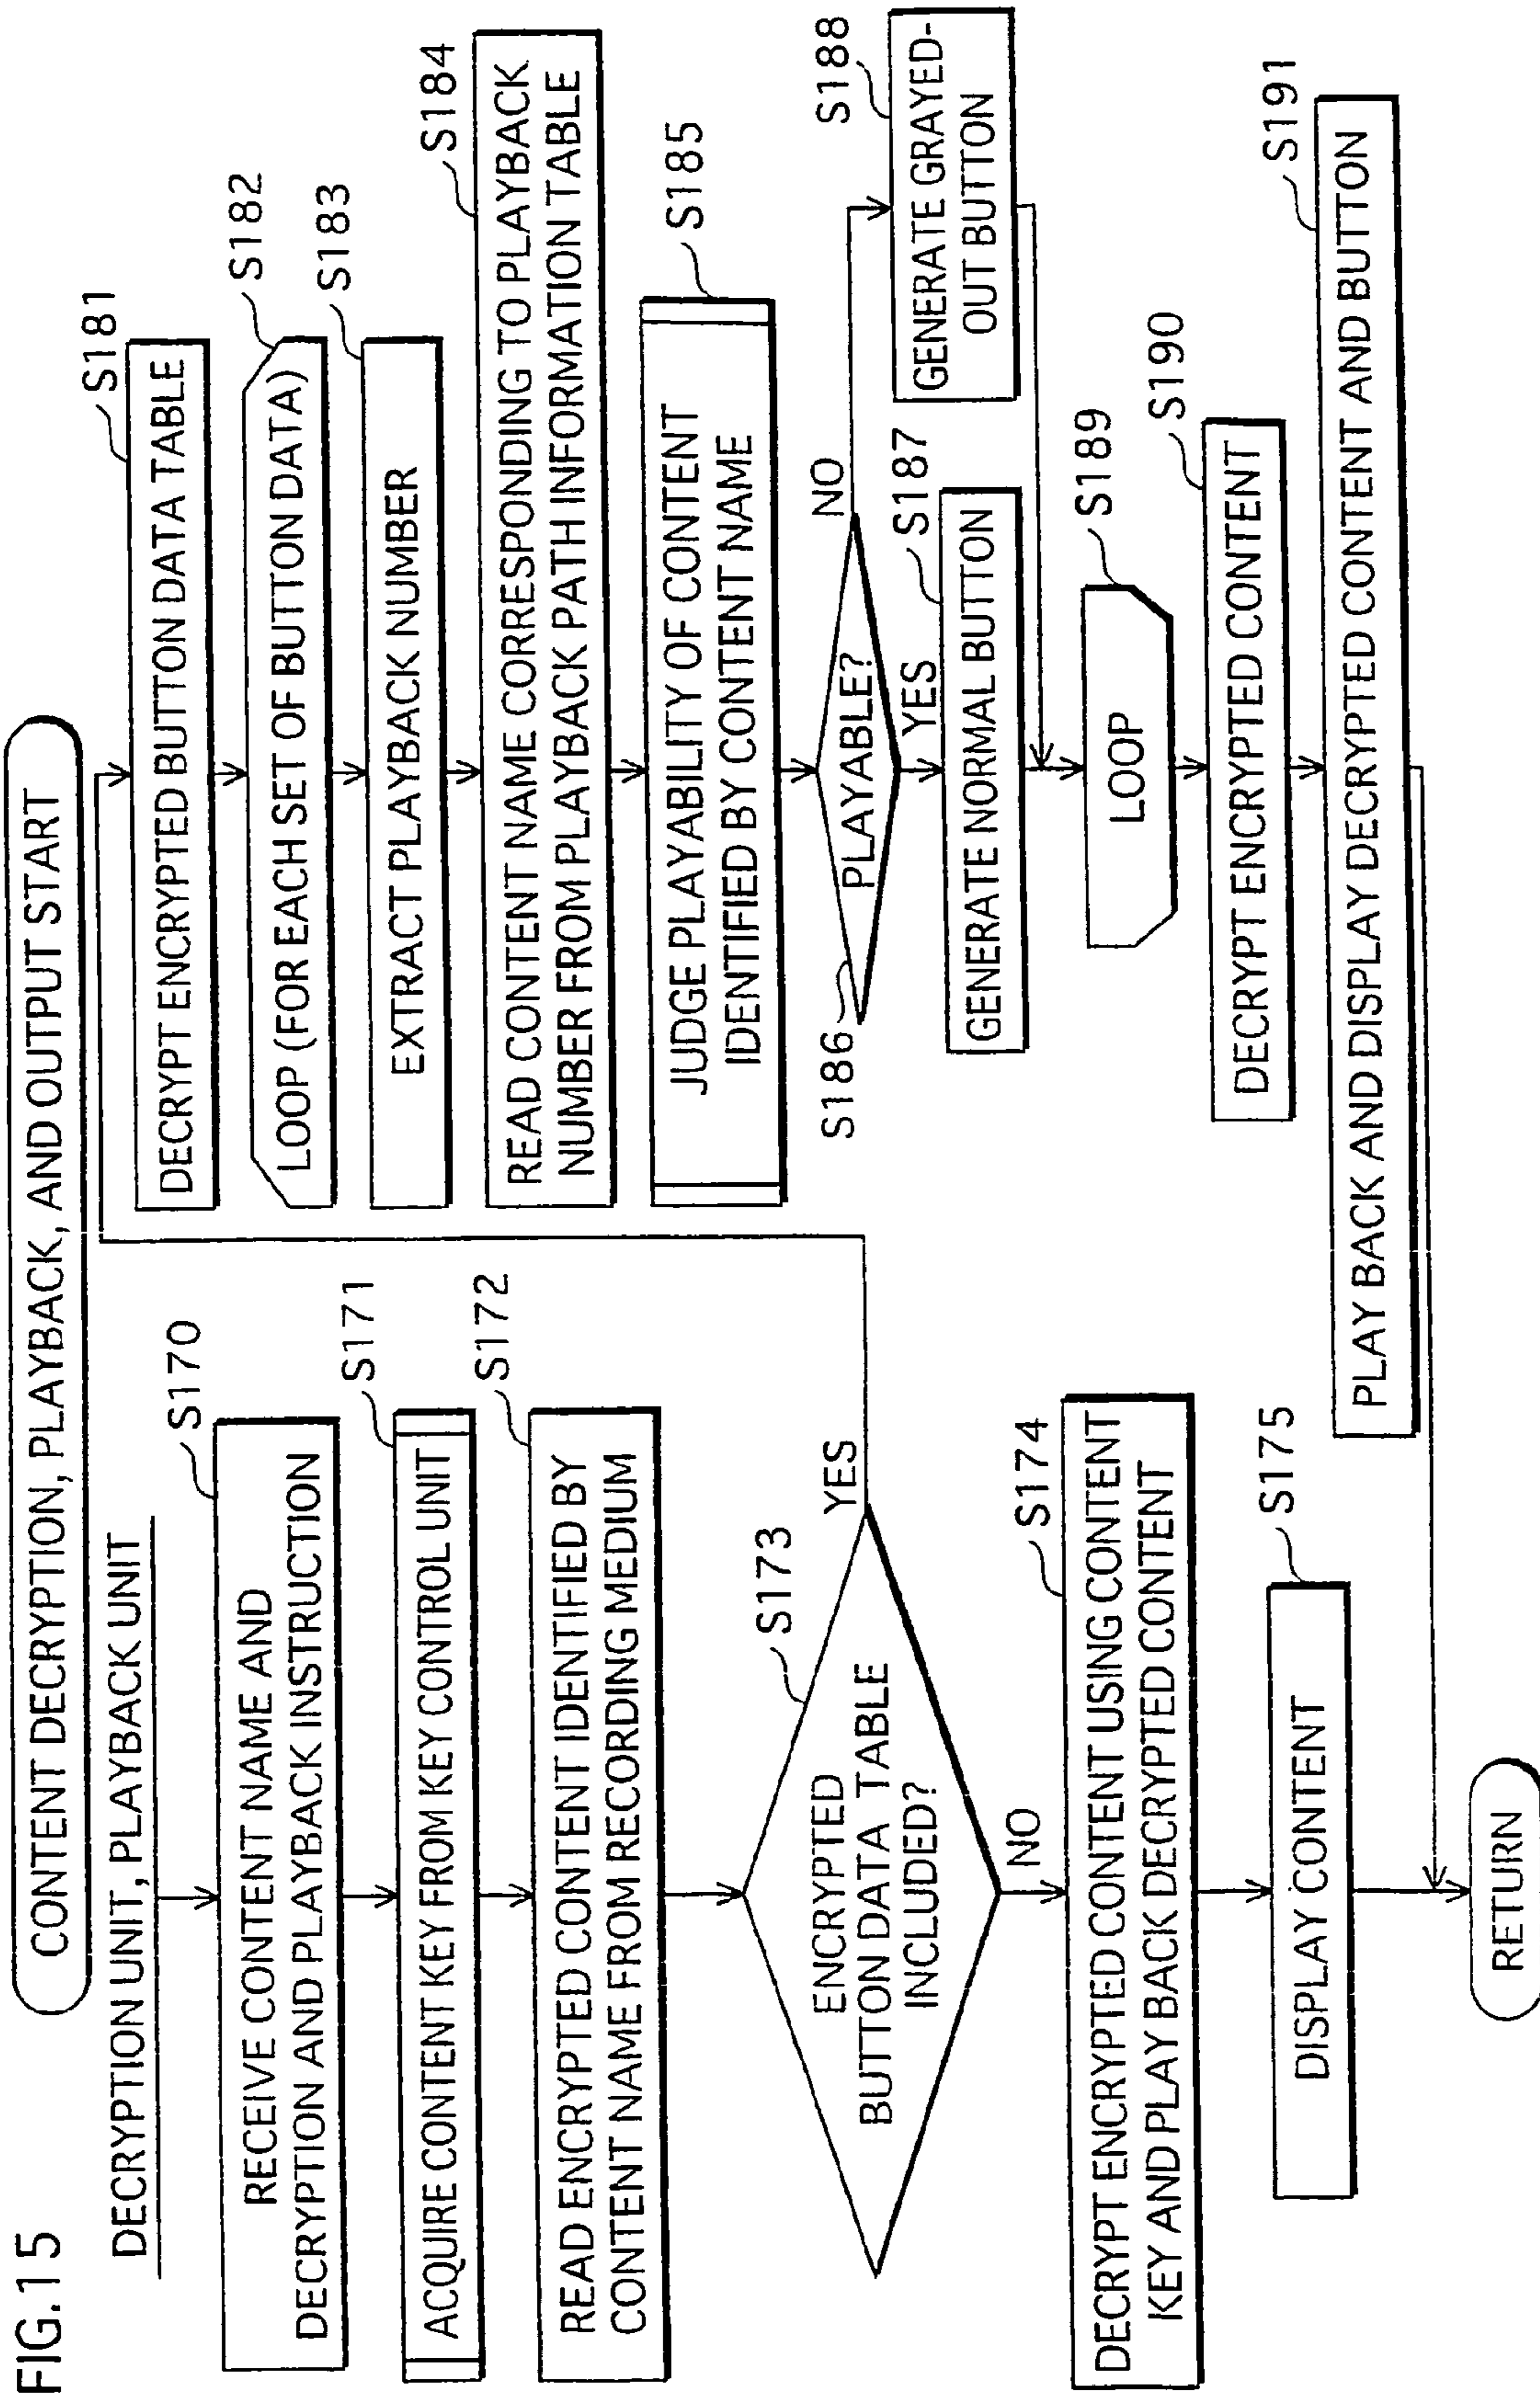 FIG.15
CONTENT DECRYPTION, PLAYBACK, AND OUTPUT START
DECRYPTION UNIT, PLAYBACK UNIT
S170
RECEIVE CONTENT NAME AND
DECRYPTION AND PLAYBACK INSTRUCTION
S171
ACQUIRE CONTENT KEY FROM KEY CONTROL UNIT
S172
READ ENCRYPTED CONTENT IDENTIFIED BY
CONTENT NAME FROM RECORDING MEDIUM
S173
ENCRYPTED
BUTTON DATA TABLE
INCLUDED?
YES
NO
S174
DECRYPT ENCRYPTED CONTENT USING CONTENT
KEY AND PLAY BACK DECRYPTED CONTENT
S175
DISPLAY CONTENT
RETURN
S181
DECRYPT ENCRYPTED BUTTON DATA TABLE
S182
LOOP (FOR EACH SET OF BUTTON DATA)
S183
EXTRACT PLAYBACK NUMBER
S184
READ CONTENT NAME CORRESPONDING TO PLAYBACK
NUMBER FROM PLAYBACK PATH INFORMATION TABLE
S185
JUDGE PLAYABILITY OF CONTENT
IDENTIFIED BY CONTENT NAME
S186
PLAYABLE?
NO
YES
S187
GENERATE NORMAL BUTTON
S188
GENERATE GRAYED-
OUT BUTTON
S189
LOOP
S190
DECRYPT ENCRYPTED CONTENT
S191
PLAY BACK AND DISPLAY DECRYPTED CONTENT AND BUTTON